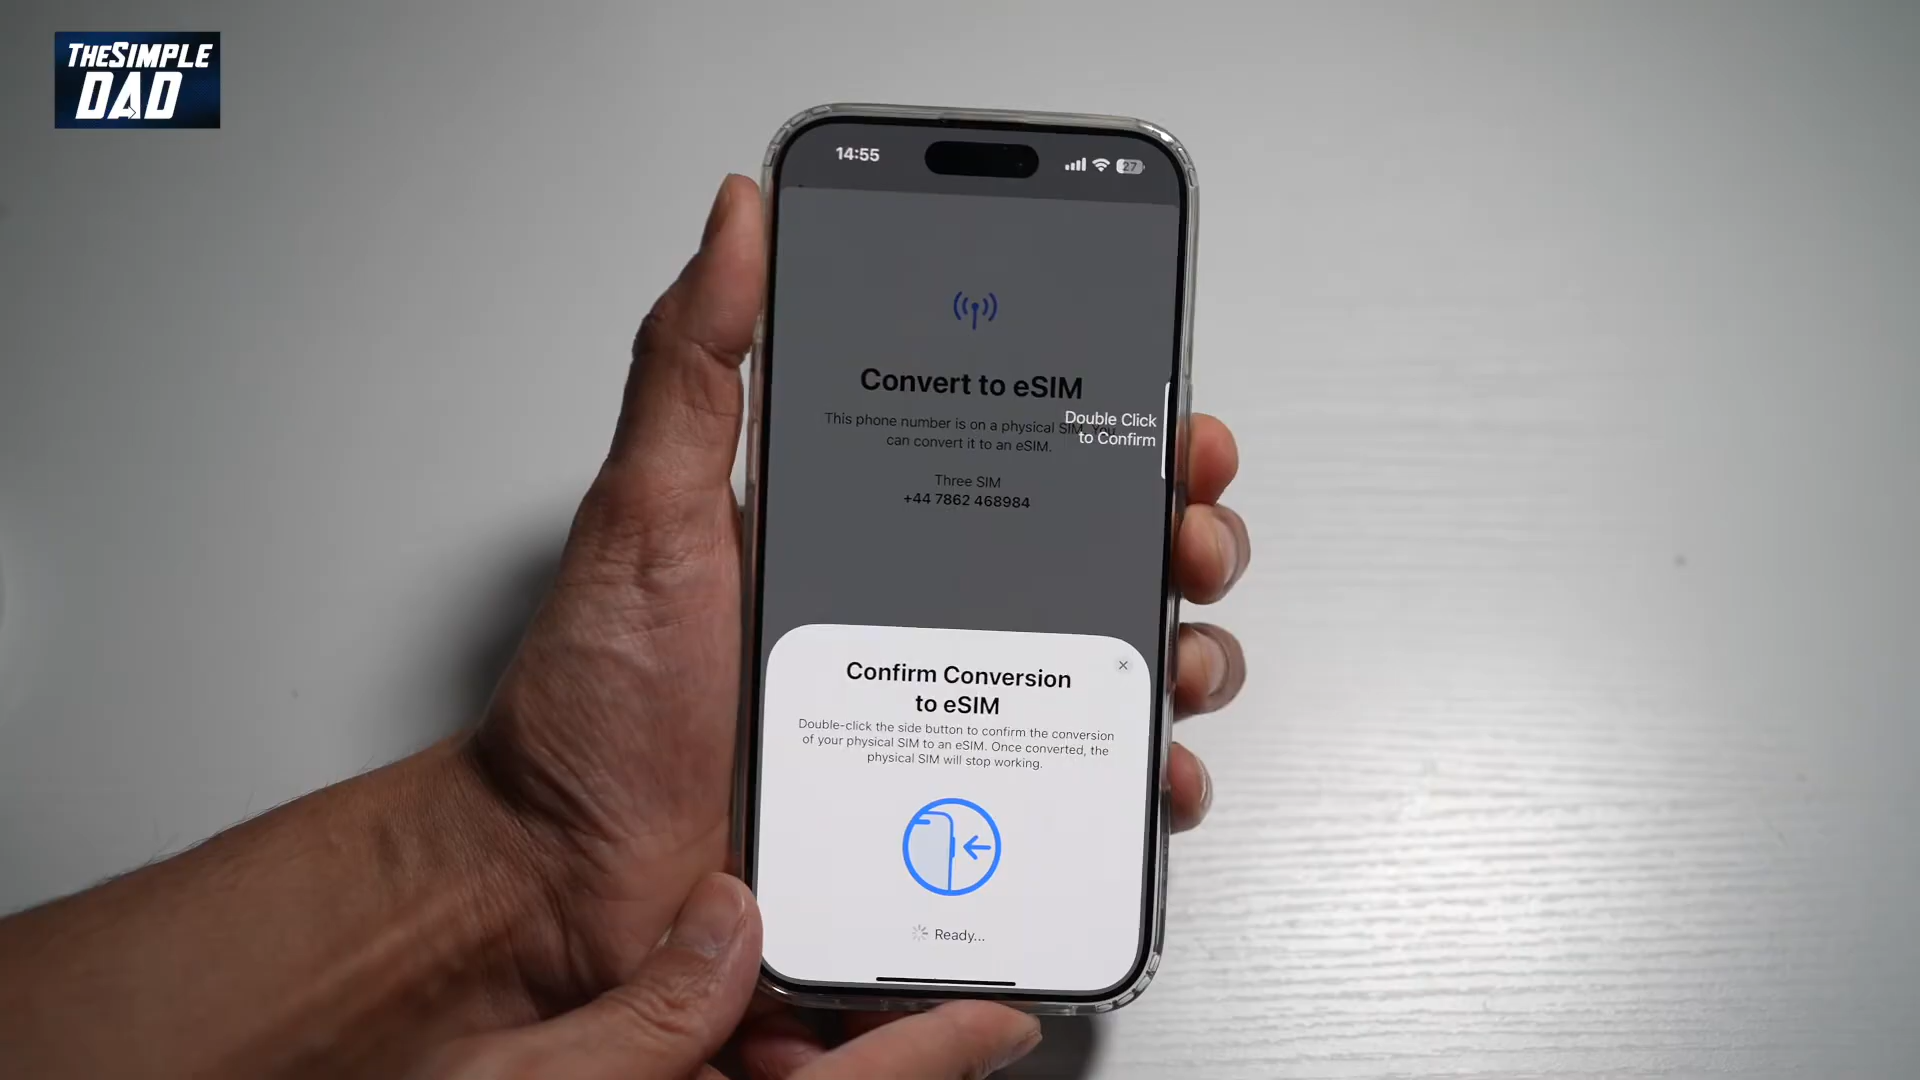 THESIMPLE
DAD
14:55
27
Convert to eSIM
This phone number is on a physical SIM. You
can convert it to an eSIM.
Double Click
to Confirm
Three SIM
+44 7862 468984
Confirm Conversion
to eSIM
Double-click the side button to confirm the conversion
of your physical SIM to an eSIM. Once converted, the
physical SIM will stop working.
Ready...